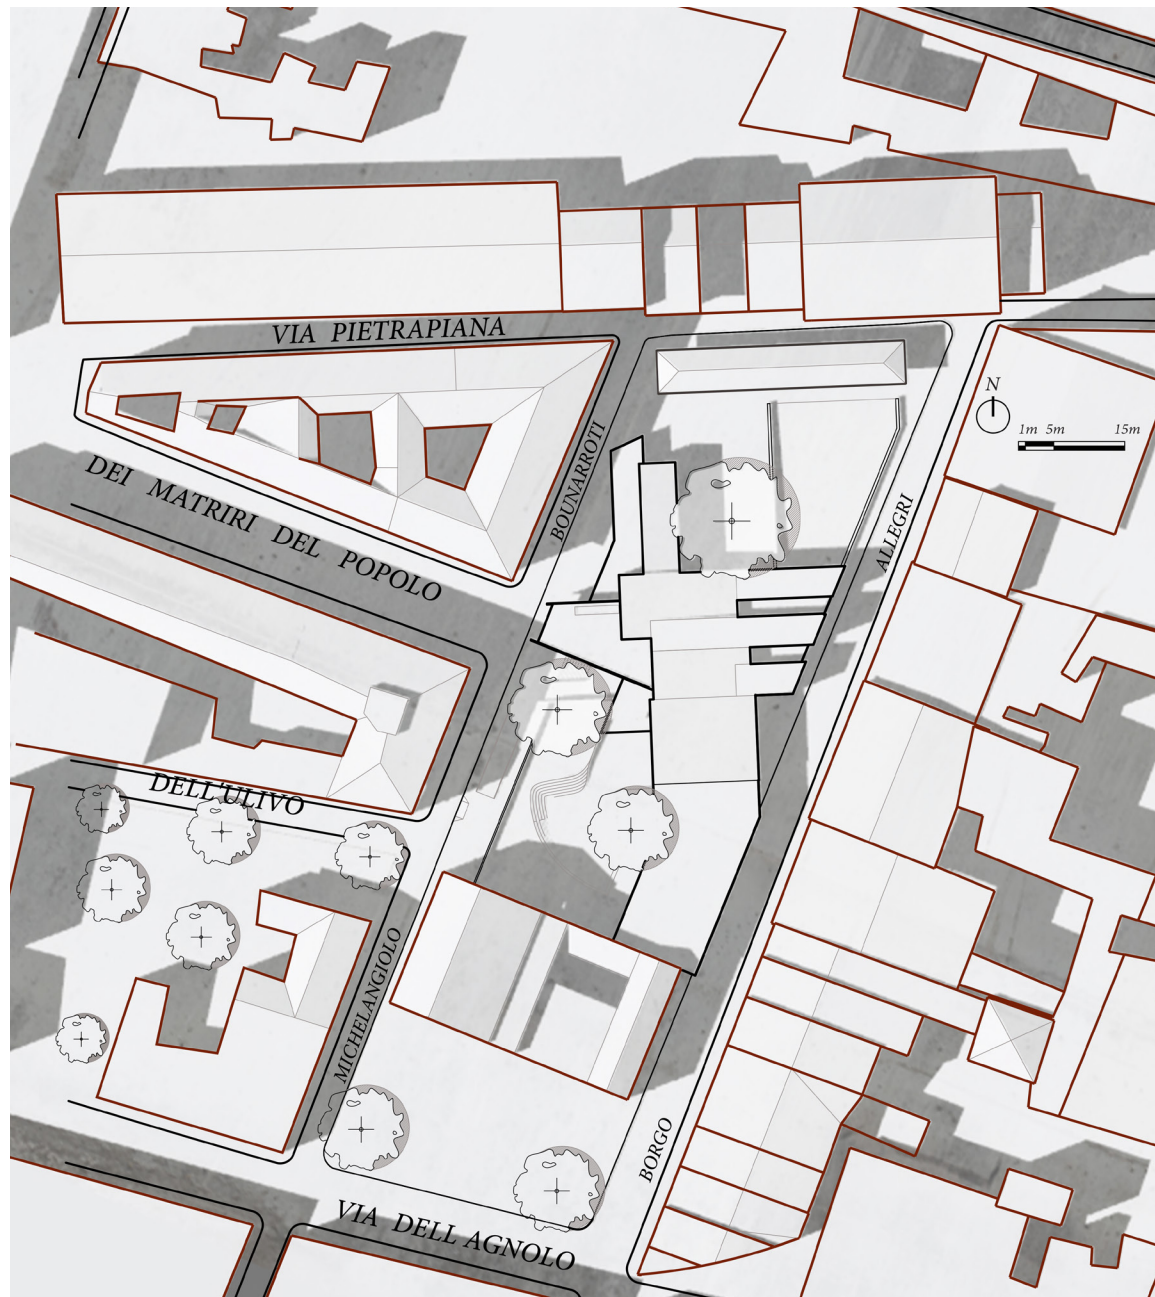 VIA PIETRAPIANA
N
1m 5m 15m
DEI MATRIRI DEL POPOLO
BOUNARROTI
ALLEGRI
DELL'ULIVO
MICHELANGIOLO
BORGO
VIA DELL AGNOLO